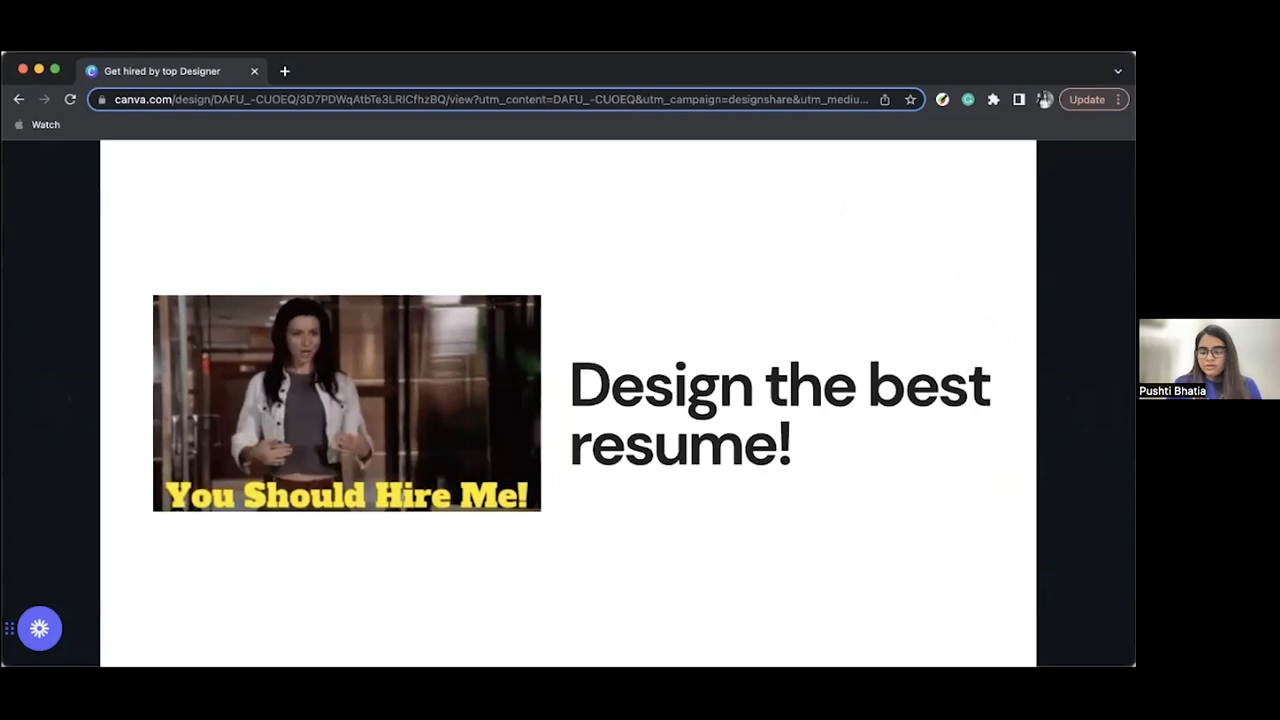 Get hired by top Designer
canva.com/design/DAFU_-CUOEQ/3D7PDWqAtbTe3LRlCfhzBQ/view?utm_content=DAFU_-CUOEQ&utm_campaign=designshare&utm_mediu...
Update
Watch
Design the best
resume!
You Should Hire Me!
Pushti Bhatia